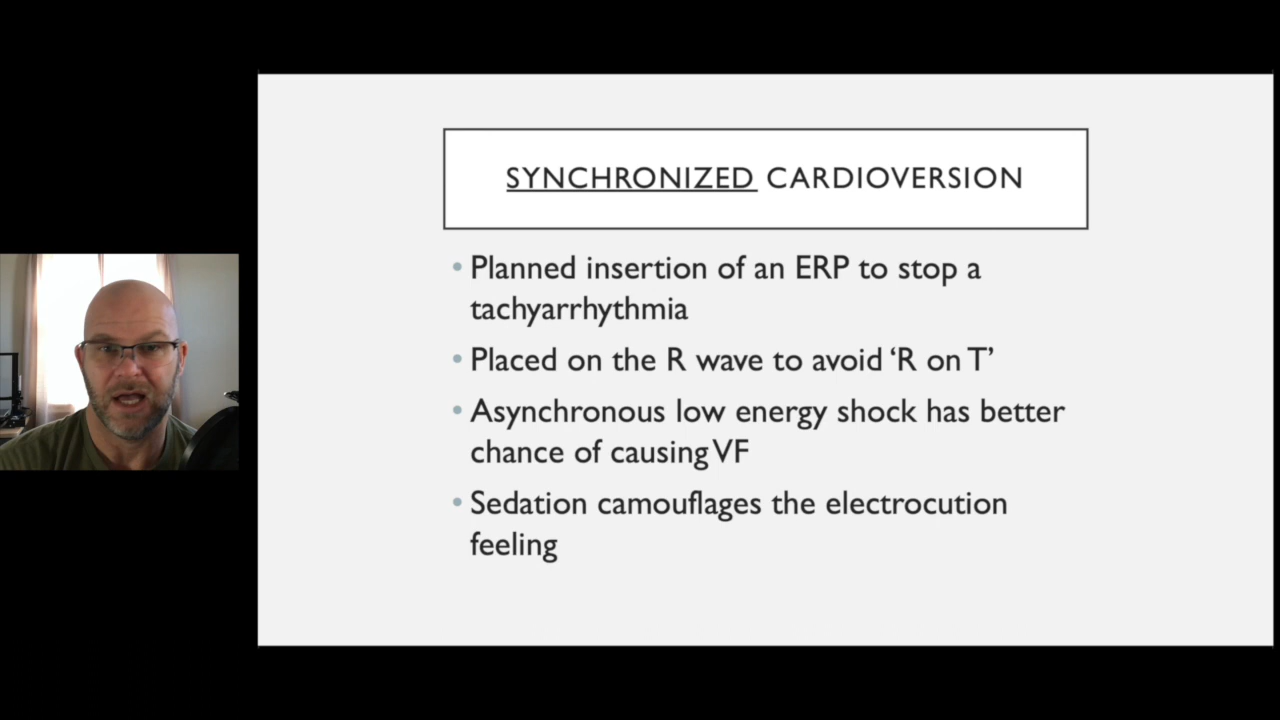 SYNCHRONIZED CARDIOVERSION
• Planned insertion of an ERP to stop a
tachyarrhythmia
• Placed on the R wave to avoid ‘R on T’
• Asynchronous low energy shock has better
chance of causing VF
• Sedation camouflages the electrocution
feeling